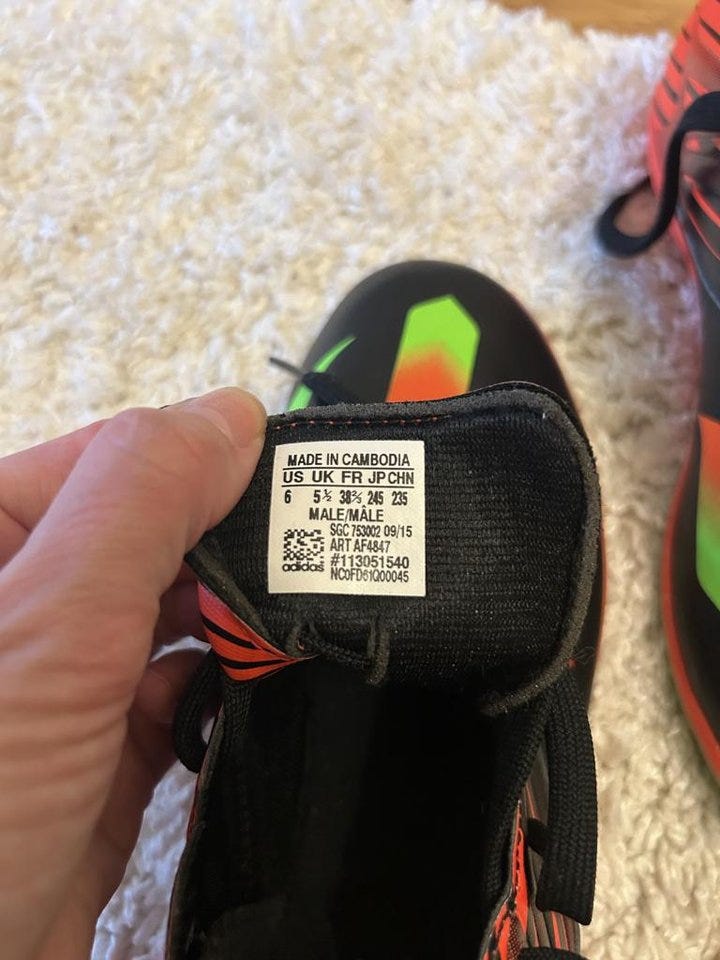 MADE IN CAMBODIA
US UK FR JP CHN
6 5½ 38⅔ 245 235
MALE/MÂLE
SGC 753002 09/15
ART AF4847
#113051540
adidas NC0FD61Q00045